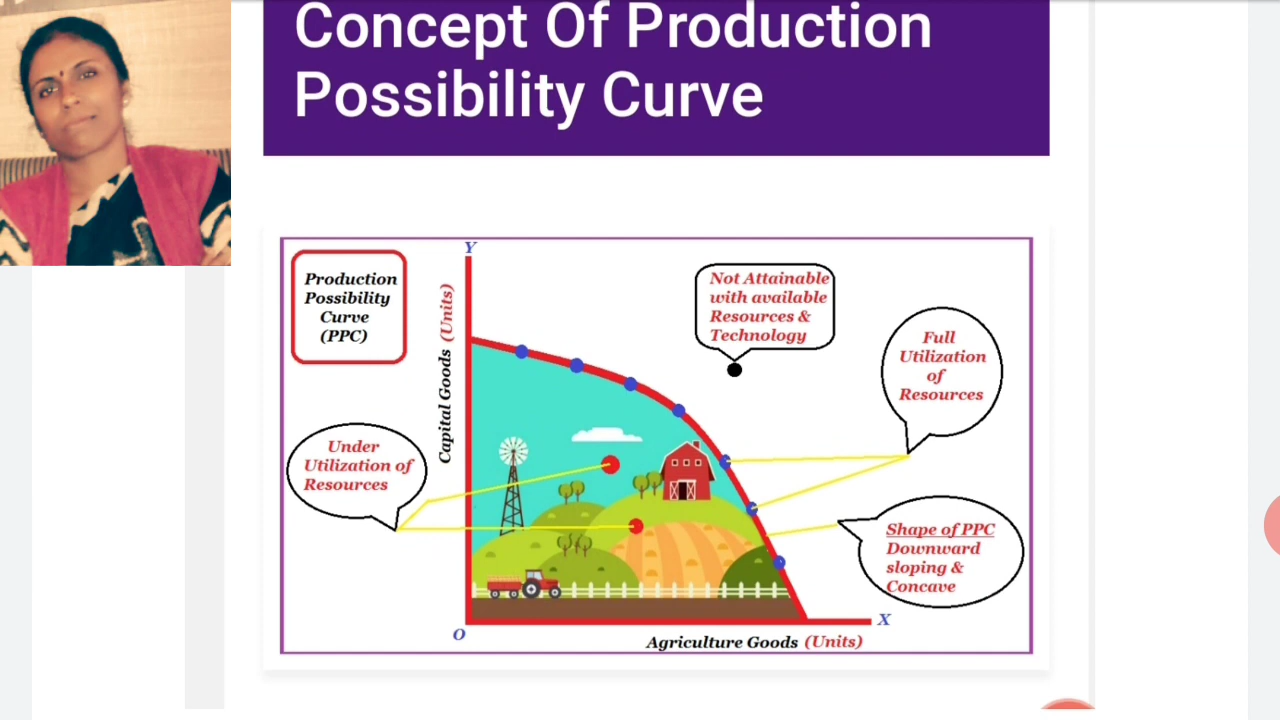 Concept Of Production
Possibility Curve
Production
Possibility
Curve
(PPC)
Y
Capital Goods (Units)
Not Attainable
with available
Resources &
Technology
Full
Utilization
of
Resources
Under
Utilization of
Resources
Shape of PPC
Downward
sloping &
Concave
O
X
Agriculture Goods (Units)